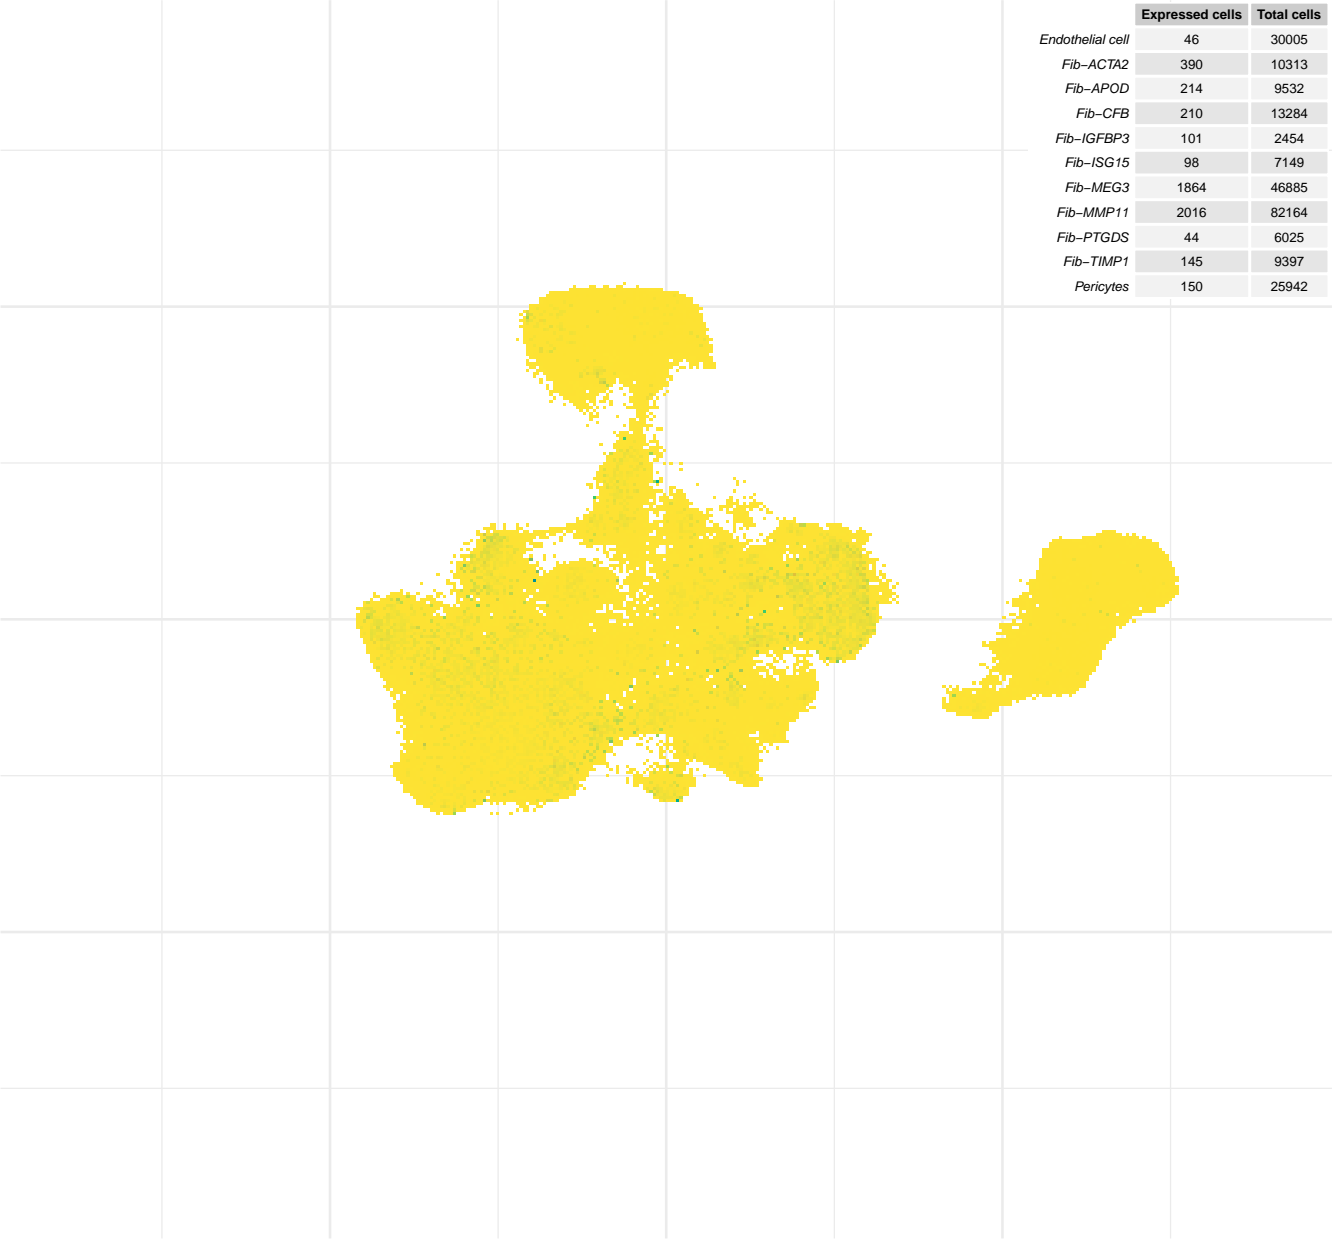 Expressed cells Total cells
Endothelial cell 46 30005
Fib−ACTA2 390 10313
Fib−APOD 214 9532
Fib−CFB 210 13284
Fib−IGFBP3 101 2454
Fib−ISG15 98 7149
Fib−MEG3 1864 46885
Fib−MMP11 2016 82164
Fib−PTGDS 44 6025
Fib−TIMP1 145 9397
Pericytes 150 25942